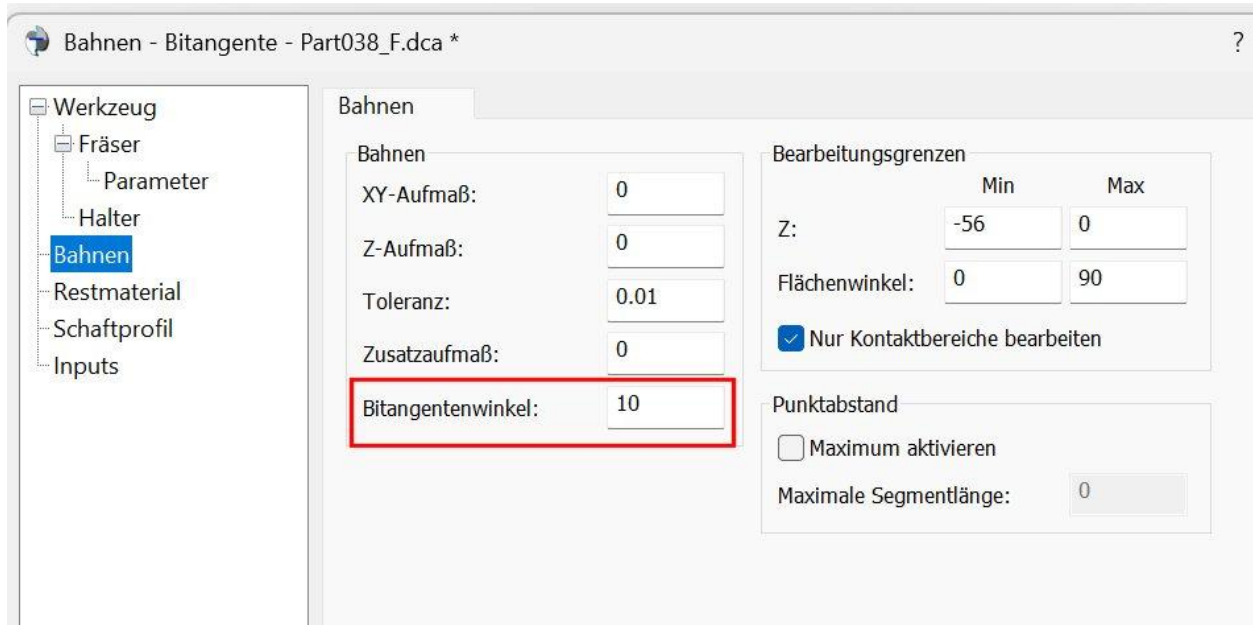 Bahnen - Bitangente - Part038_F.dca *
?
Werkzeug
Fräser
Parameter
Halter
Bahnen
Restmaterial
Schaftprofil
Inputs
Bahnen
Bahnen
XY-Aufmaß: 0
Z-Aufmaß: 0
Toleranz: 0.01
Zusatzaufmaß: 0
Bitangentenwinkel: 10
Bearbeitungsgrenzen
Min Max
Z: -56 0
Flächenwinkel: 0 90
Nur Kontaktbereiche bearbeiten
Punktabstand
Maximum aktivieren
Maximale Segmentlänge: 0